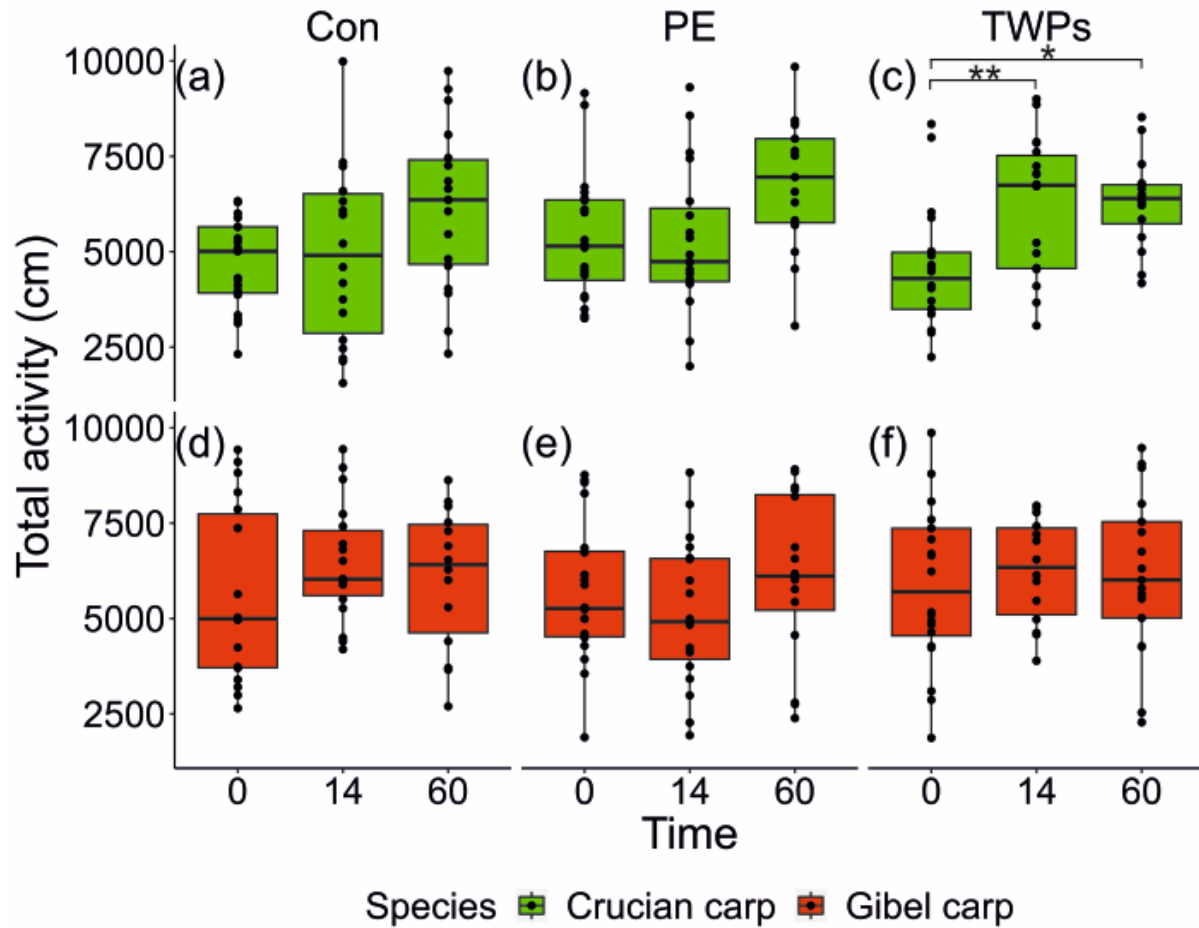 Con PE TWPs
Total activity (cm)
10000
7500
5000
2500
(a) (b) (c)
*
**
10000
7500
5000
2500
(d) (e) (f)
0 14 60 0 14 60 0 14 60
Time
Species Crucian carp Gibel carp